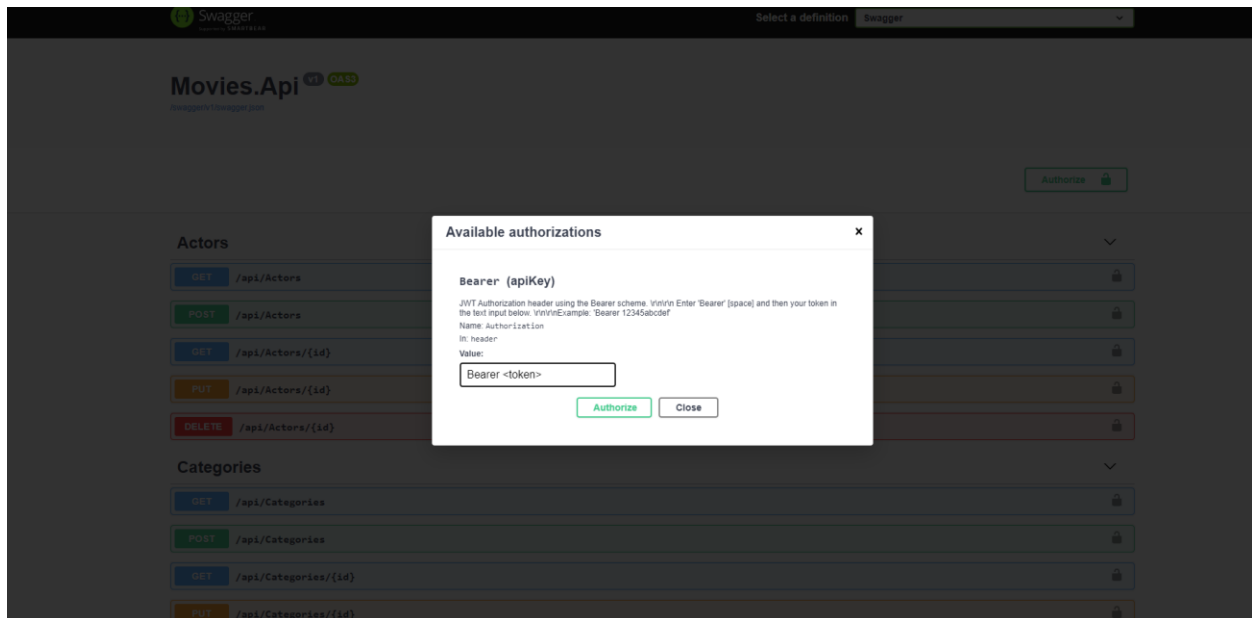 Swagger
Supported by SMARTBEAR
Select a definition
Swagger
Movies.Api v1 OAS3
/swagger/v1/swagger.json
Authorize
Available authorizations
x
Bearer (apiKey)
JWT Authorization header using the Bearer scheme. \r\n\r\n Enter 'Bearer' [space] and then your token in
the text input below. \r\n\r\nExample: 'Bearer 12345abcdef'
Name: Authorization
In: header
Value:
Bearer <token>
Authorize
Close
Actors
GET /api/Actors
POST /api/Actors
GET /api/Actors/{id}
PUT /api/Actors/{id}
DELETE /api/Actors/{id}
Categories
GET /api/Categories
POST /api/Categories
GET /api/Categories/{id}
PUT /api/Categories/{id}